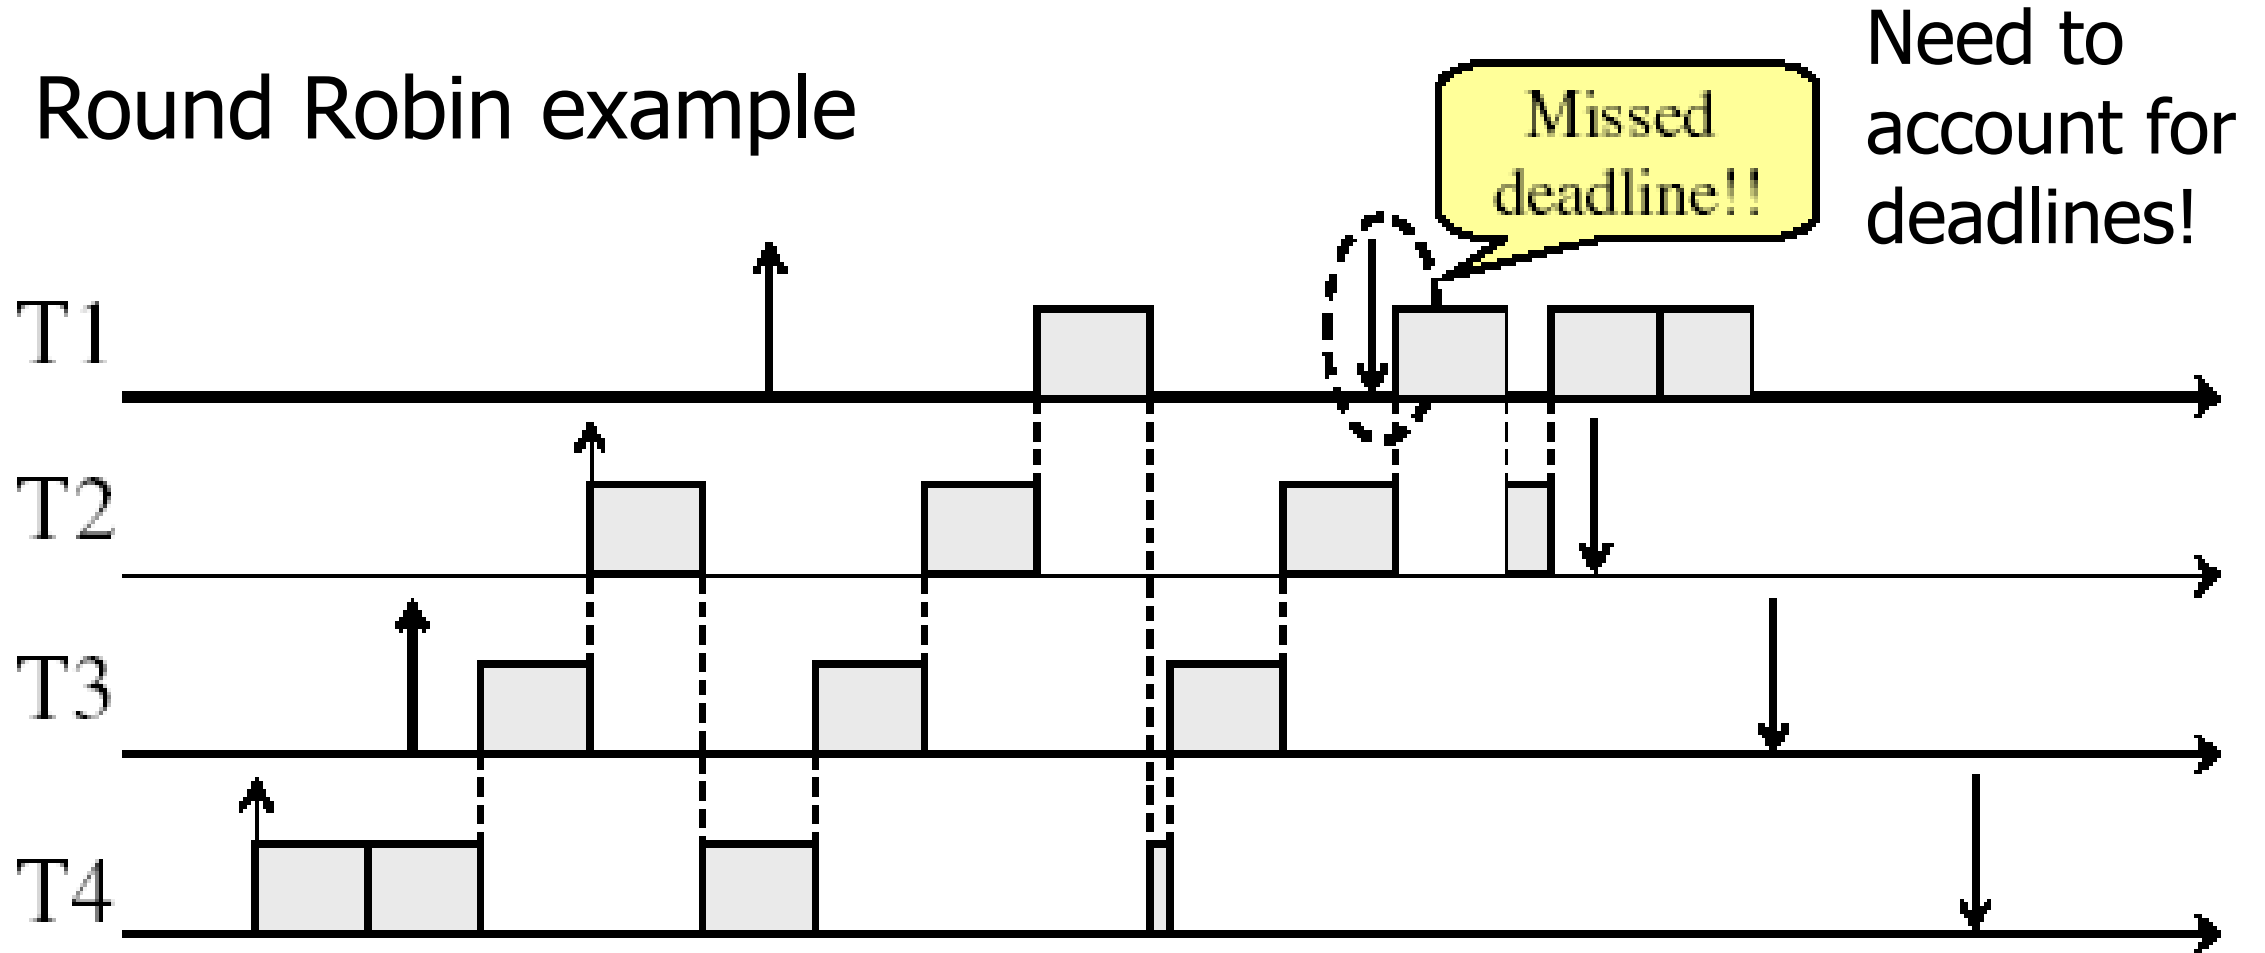 Round Robin example
Missed
deadline!!
Need to
account for
deadlines!
T1
T2
T3
T4